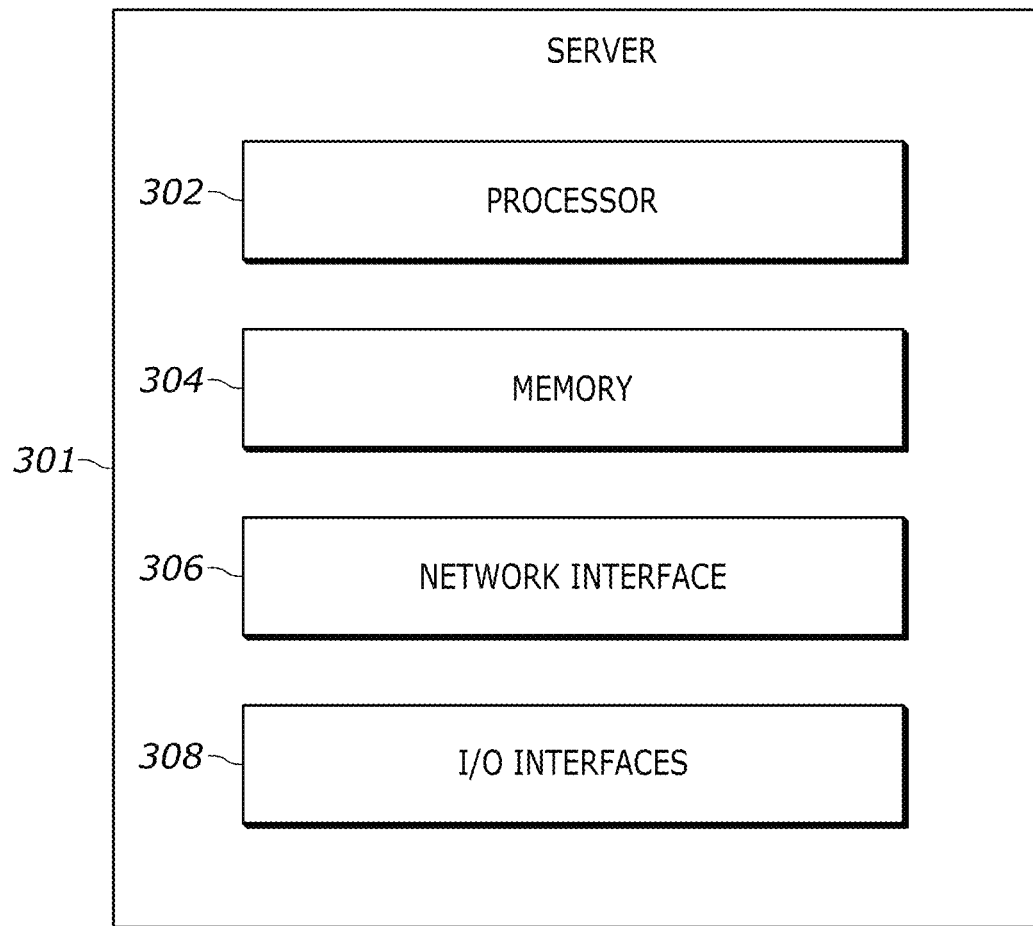 SERVER
302
PROCESSOR
304
MEMORY
301
306
NETWORK INTERFACE
308
I/O INTERFACES